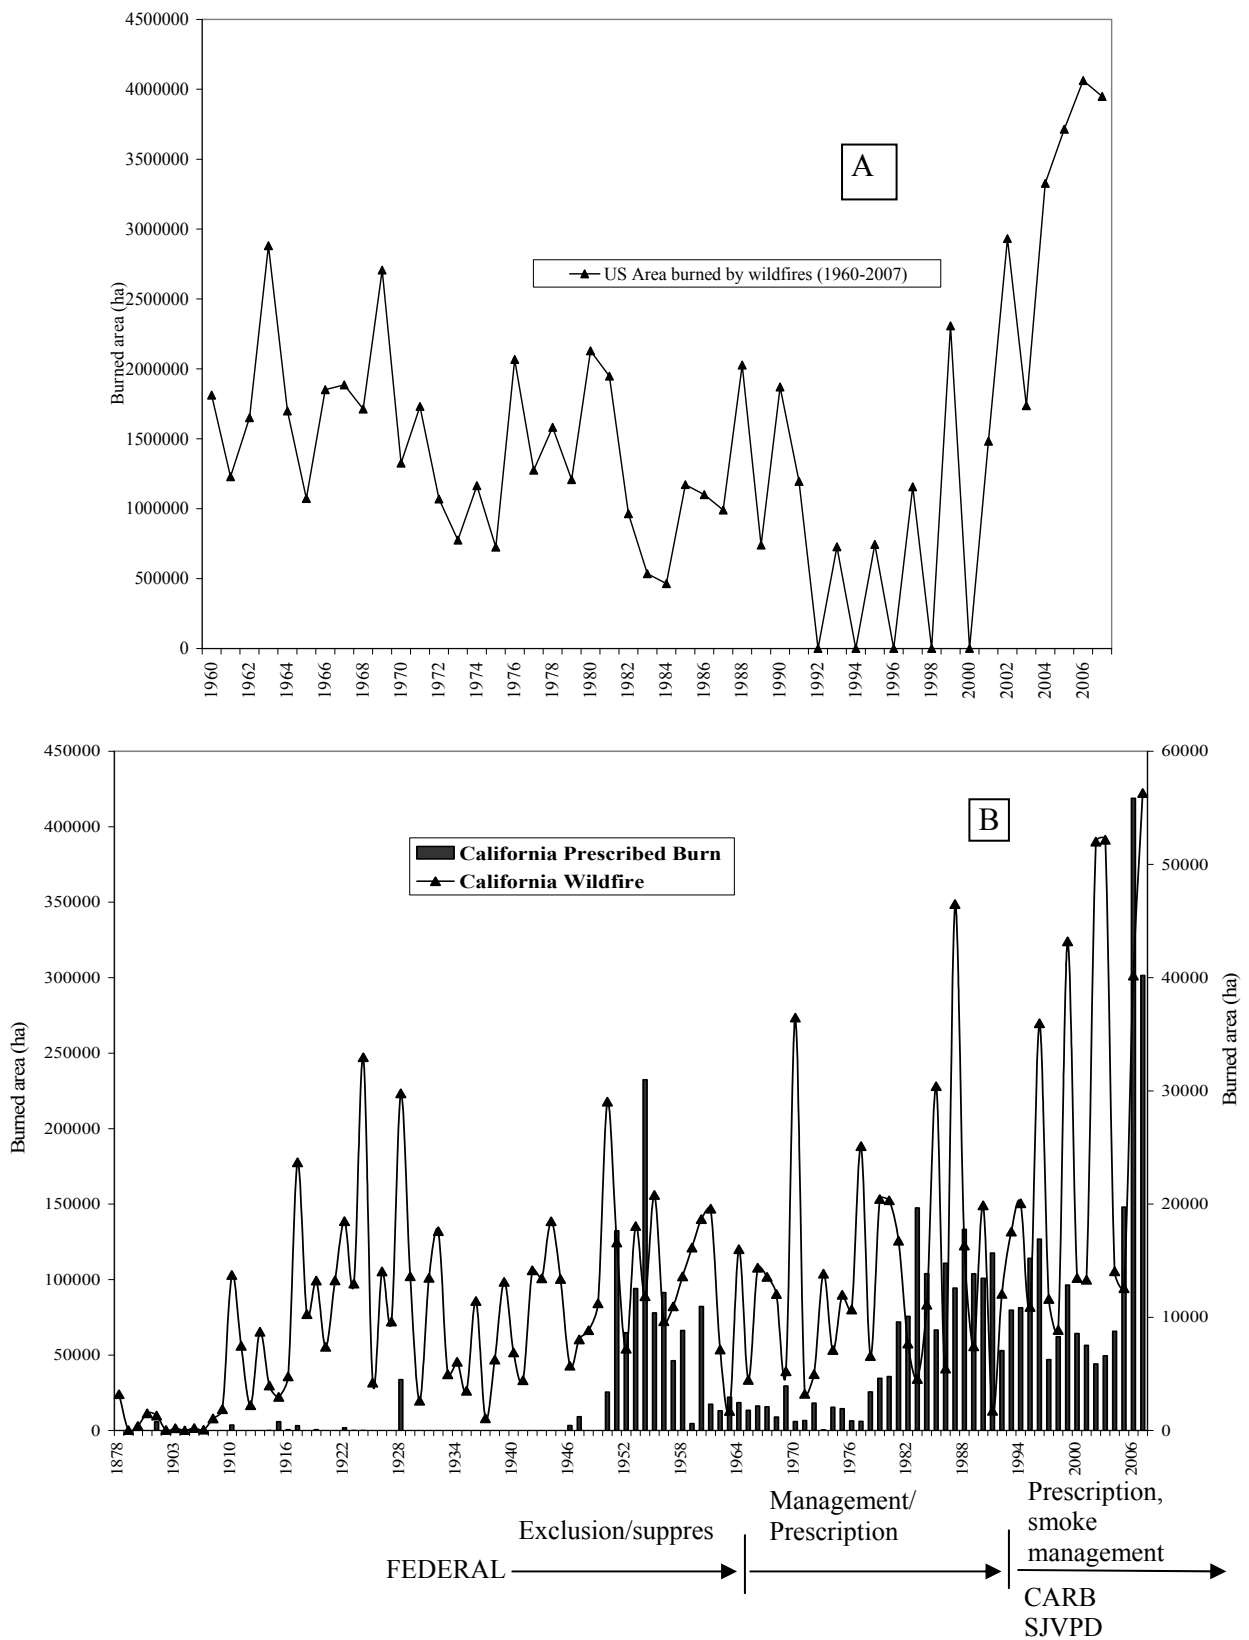 4500000
4000000
3500000
3000000
2500000
2000000
1500000
1000000
500000
0
Burned area (ha)
A
US Area burned by wildfires (1960-2007)
1960 1962 1964 1966 1968 1970 1972 1974 1976 1978 1980 1982 1984 1986 1988 1990 1992 1994 1996 1998 2000 2002 2004 2006
450000
400000
350000
300000
250000
200000
150000
100000
50000
0
Burned area (ha)
B
California Prescribed Burn
California Wildfire
60000
50000
40000
30000
20000
10000
0
Burned area (ha)
1878 1903 1910 1916 1922 1928 1934 1940 1946 1952 1958 1964 1970 1976 1982 1988 1994 2000 2006
Exclusion/suppres
FEDERAL
Management/
Prescription
Prescription,
smoke
management
CARB
SJVPD